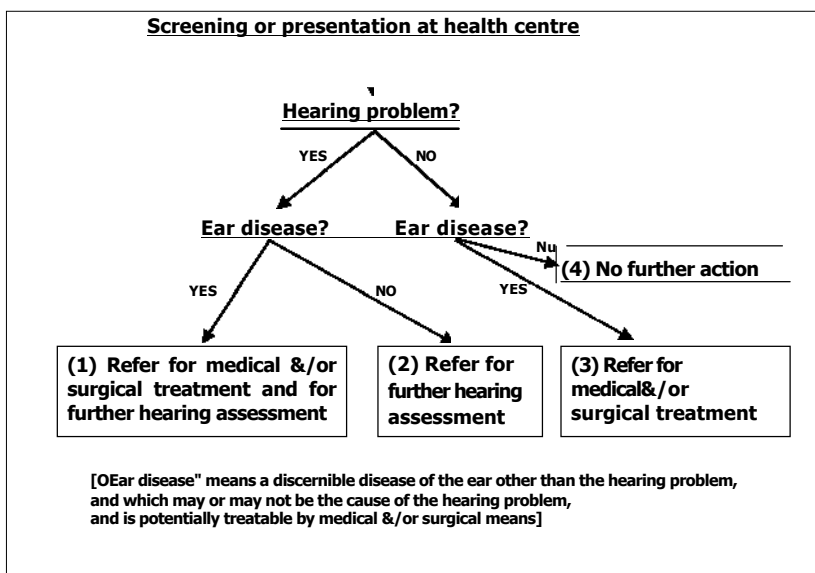 Screening or presentation at health centre
Hearing problem?
YES
NO
Ear disease?
Ear disease?
Nu
(4) No further action
YES
NO
YES
(1) Refer for medical &/or
surgical treatment and for
further hearing assessment
(2) Refer for
further hearing
assessment
(3) Refer for
medical&/or
surgical treatment
[OEar disease" means a discernible disease of the ear other than the hearing problem,
and which may or may not be the cause of the hearing problem,
and is potentially treatable by medical &/or surgical means]